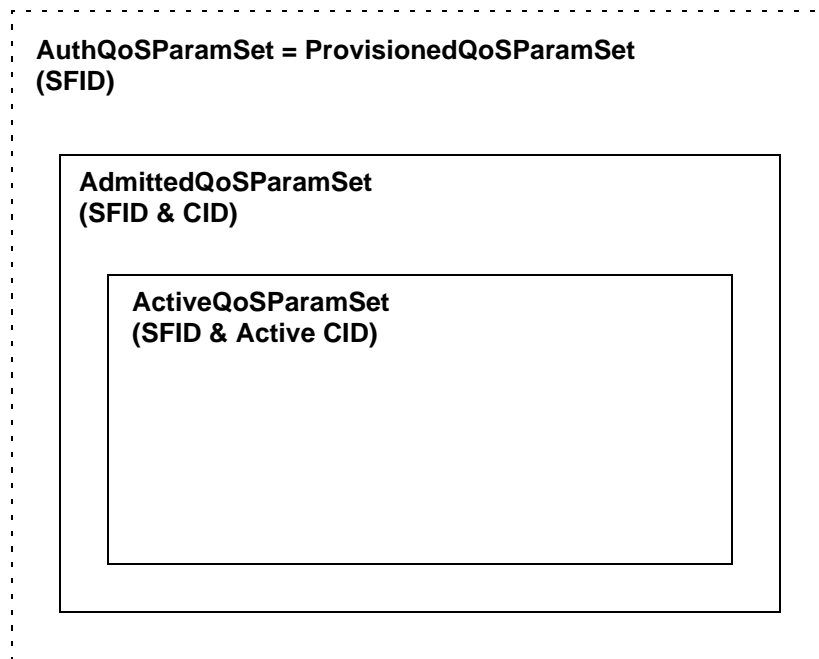 AuthQoSParamSet = ProvisionedQoSParamSet
(SFID)
AdmittedQoSParamSet
(SFID & CID)
ActiveQoSParamSet
(SFID & Active CID)